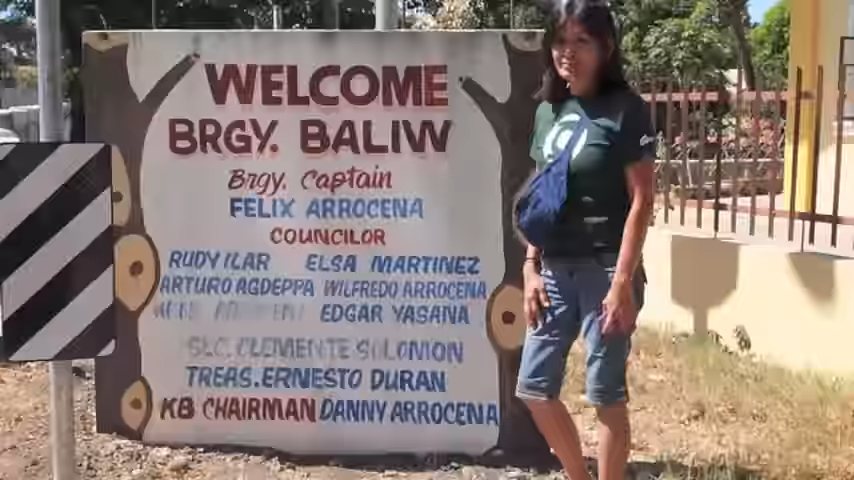 WELCOME
BRGY. BALIW
Brgy. Captain
FELIX ARROCENA
COUNCILOR
RUDY ILAR ELSA MARTINEZ
ARTURO AGDEPPA WILFREDO ARROCENA
EDGAR YASANA
SLC. CLEMENTE SOLOMON
TREAS. ERNESTO DURAN
KB CHAIRMAN DANNY ARROCENA